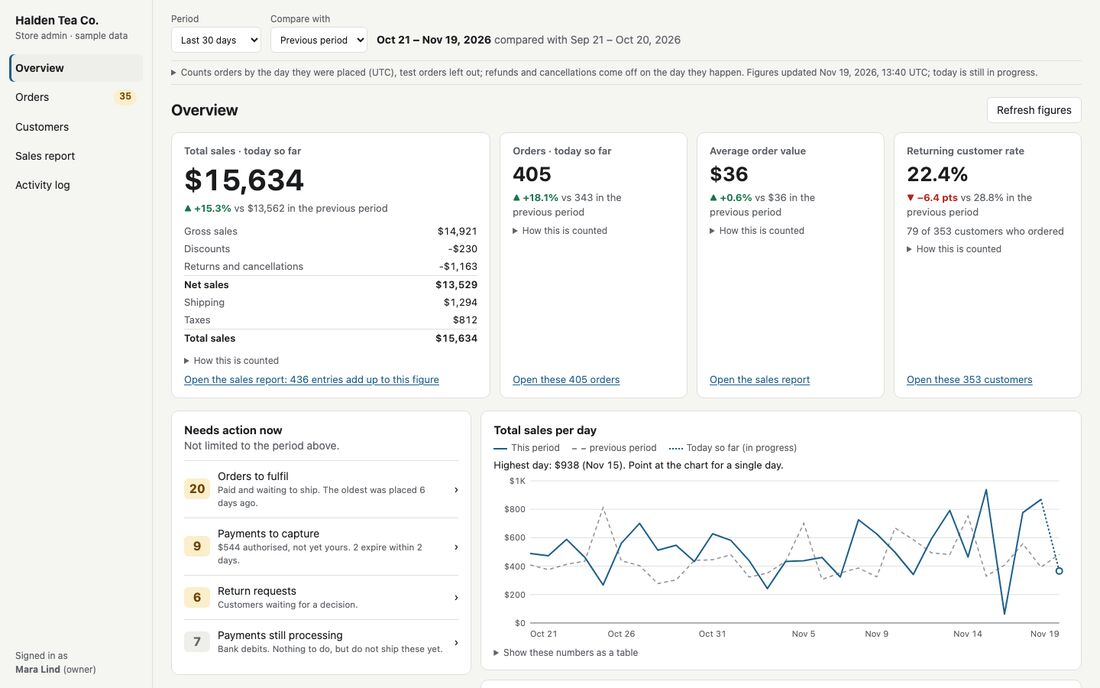 Halden Tea Co.
Store admin · sample data
Overview
Orders 35
Customers
Sales report
Activity log
Signed in as
Mara Lind (owner)
Period
Last 30 days
Compare with
Previous period
Oct 21 – Nov 19, 2026 compared with Sep 21 – Oct 20, 2026
Counts orders by the day they were placed (UTC), test orders left out; refunds and cancellations come off on the day they happen. Figures updated Nov 19, 2026, 13:40 UTC; today is still in progress.
Overview
Refresh figures
Total sales · today so far
$15,634
▲ +15.3% vs $13,562 in the previous period
Gross sales $14,921
Discounts -$230
Returns and cancellations -$1,163
Net sales $13,529
Shipping $1,294
Taxes $812
Total sales $15,634
How this is counted
Open the sales report: 436 entries add up to this figure
Orders · today so far
405
▲ +18.1% vs 343 in the
previous period
How this is counted
Open these 405 orders
Average order value
$36
▲ +0.6% vs $36 in the
previous period
How this is counted
Open the sales report
Returning customer rate
22.4%
▼ −6.4 pts vs 28.8% in the
previous period
79 of 353 customers who ordered
How this is counted
Open these 353 customers
Needs action now
Not limited to the period above.
20
Orders to fulfil
Paid and waiting to ship. The oldest was placed 6
days ago.
9
Payments to capture
$544 authorised, not yet yours. 2 expire within 2
days.
6
Return requests
Customers waiting for a decision.
7
Payments still processing
Bank debits. Nothing to do, but do not ship these yet.
Total sales per day
This period previous period Today so far (in progress)
Highest day: $938 (Nov 15). Point at the chart for a single day.
$1K
$800
$600
$400
$200
$0
Oct 21 Oct 26 Oct 31 Nov 5 Nov 9 Nov 14 Nov 19
Show these numbers as a table